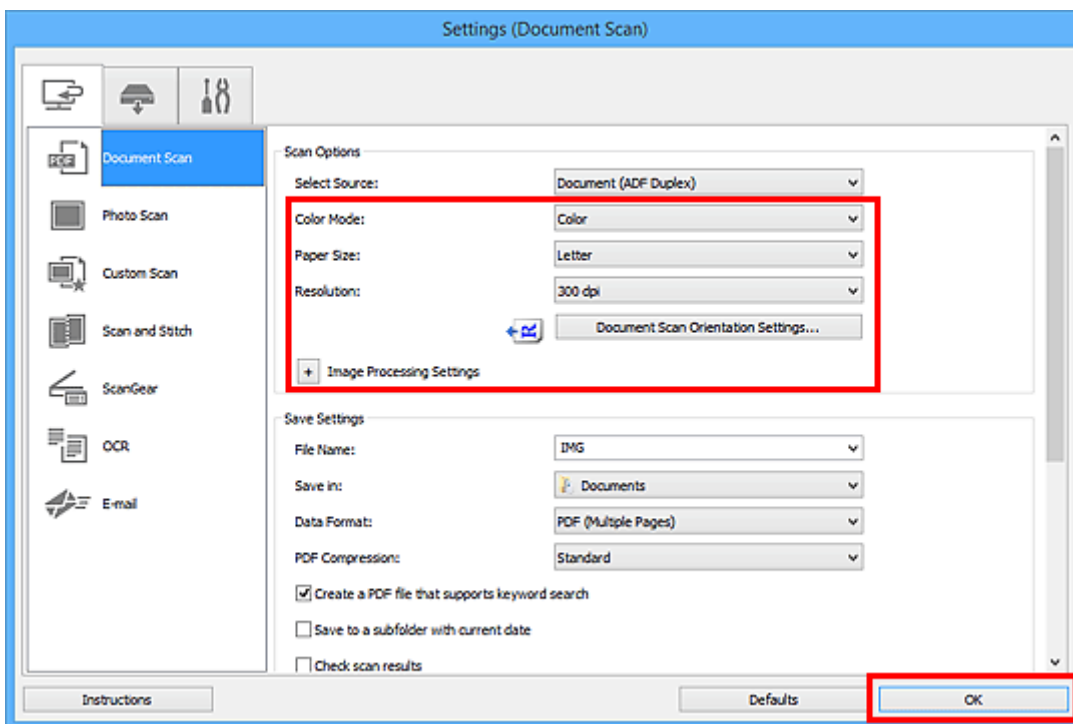 Settings (Document Scan)
PDF
Document Scan
Photo Scan
Custom Scan
Scan and Stitch
ScanGear
OCR
E-mail
Scan Options
Select Source: Document (ADF Duplex)
Color Mode: Color
Paper Size: Letter
Resolution: 300 dpi
R Document Scan Orientation Settings...
+ Image Processing Settings
Save Settings
File Name: IMG
Save in: Documents
Data Format: PDF (Multiple Pages)
PDF Compression: Standard
Create a PDF file that supports keyword search
Save to a subfolder with current date
Check scan results
Instructions Defaults OK